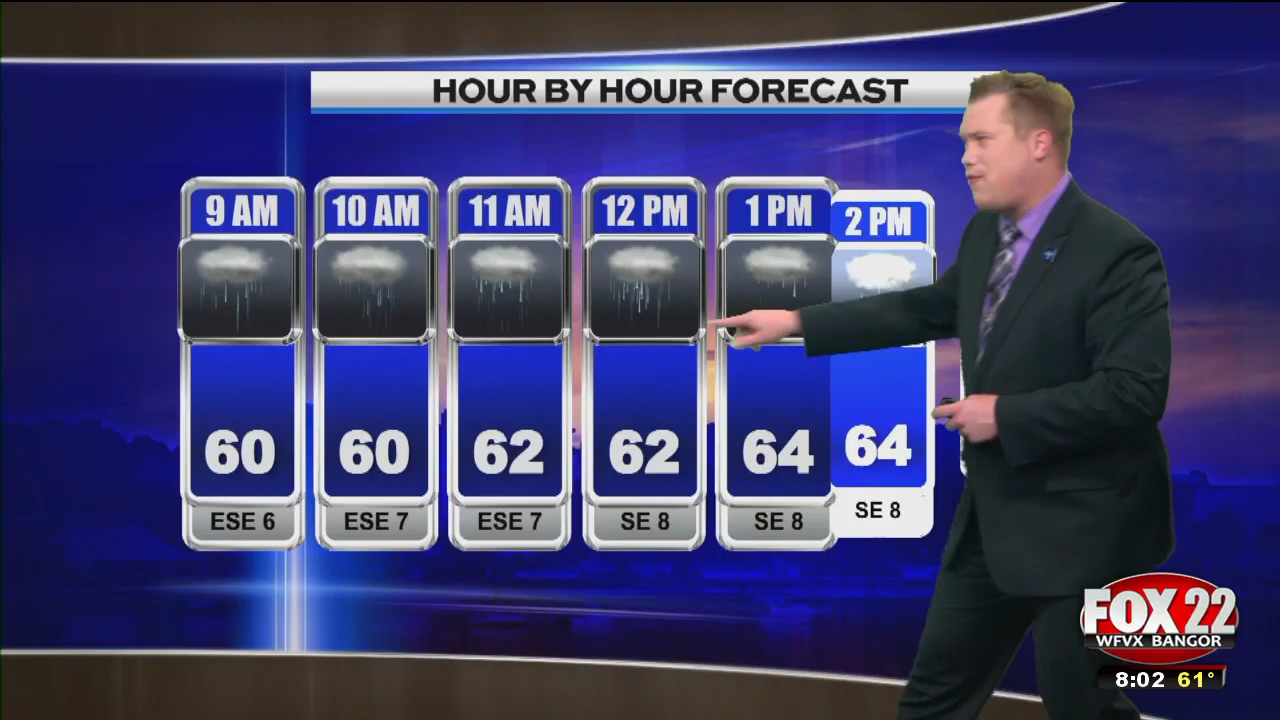 HOUR BY HOUR FORECAST
9 AM
60
ESE 6
10 AM
60
ESE 7
11 AM
62
ESE 7
12 PM
62
SE 8
1 PM
64
SE 8
2 PM
64
SE 8
FOX 22
WFVX BANGOR
8:02 61°